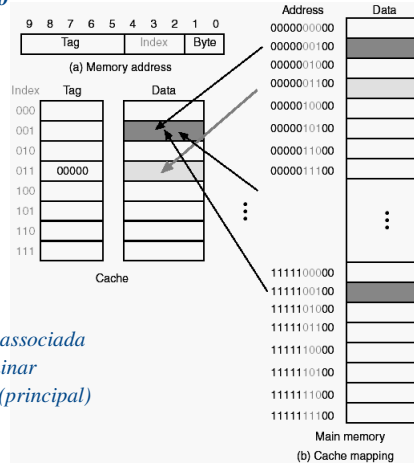 9 8 7 6 5 4 3 2 1 0
Tag Index Byte
(a) Memory address
Index Tag Data
000
001
010
011 00000
100
101
110
111
Cache
Address Data
0000000000
0000000100
0000001000
0000001100
0000010000
0000010100
0000011000
0000011100
1111100000
1111100100
1111101000
1111101100
1111110000
1111110100
1111111000
1111111100
Main memory
(b) Cache mapping
associada
inar
(principal)